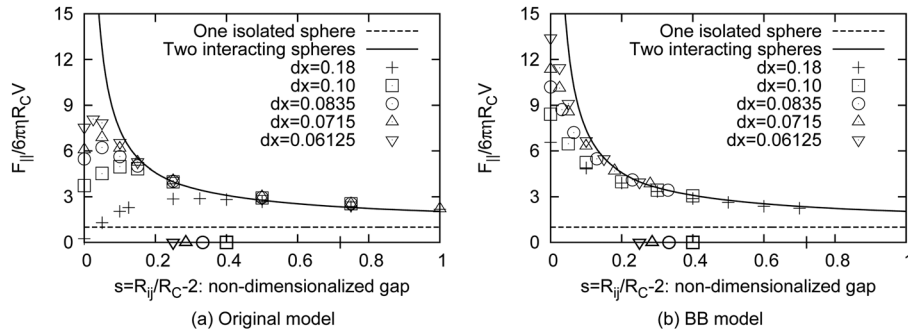 15
12
9
6
3
0
F||/6πηRCV
One isolated sphere
Two interacting spheres
dx=0.18
dx=0.10
dx=0.0835
dx=0.0715
dx=0.06125
0 0.2 0.4 0.6 0.8 1
s=Rij/RC-2: non-dimensionalized gap
(a) Original model
15
12
9
6
3
0
F||/6πηRCV
One isolated sphere
Two interacting spheres
dx=0.18
dx=0.10
dx=0.0835
dx=0.0715
dx=0.06125
0 0.2 0.4 0.6 0.8 1
s=Rij/RC-2: non-dimensionalized gap
(b) BB model